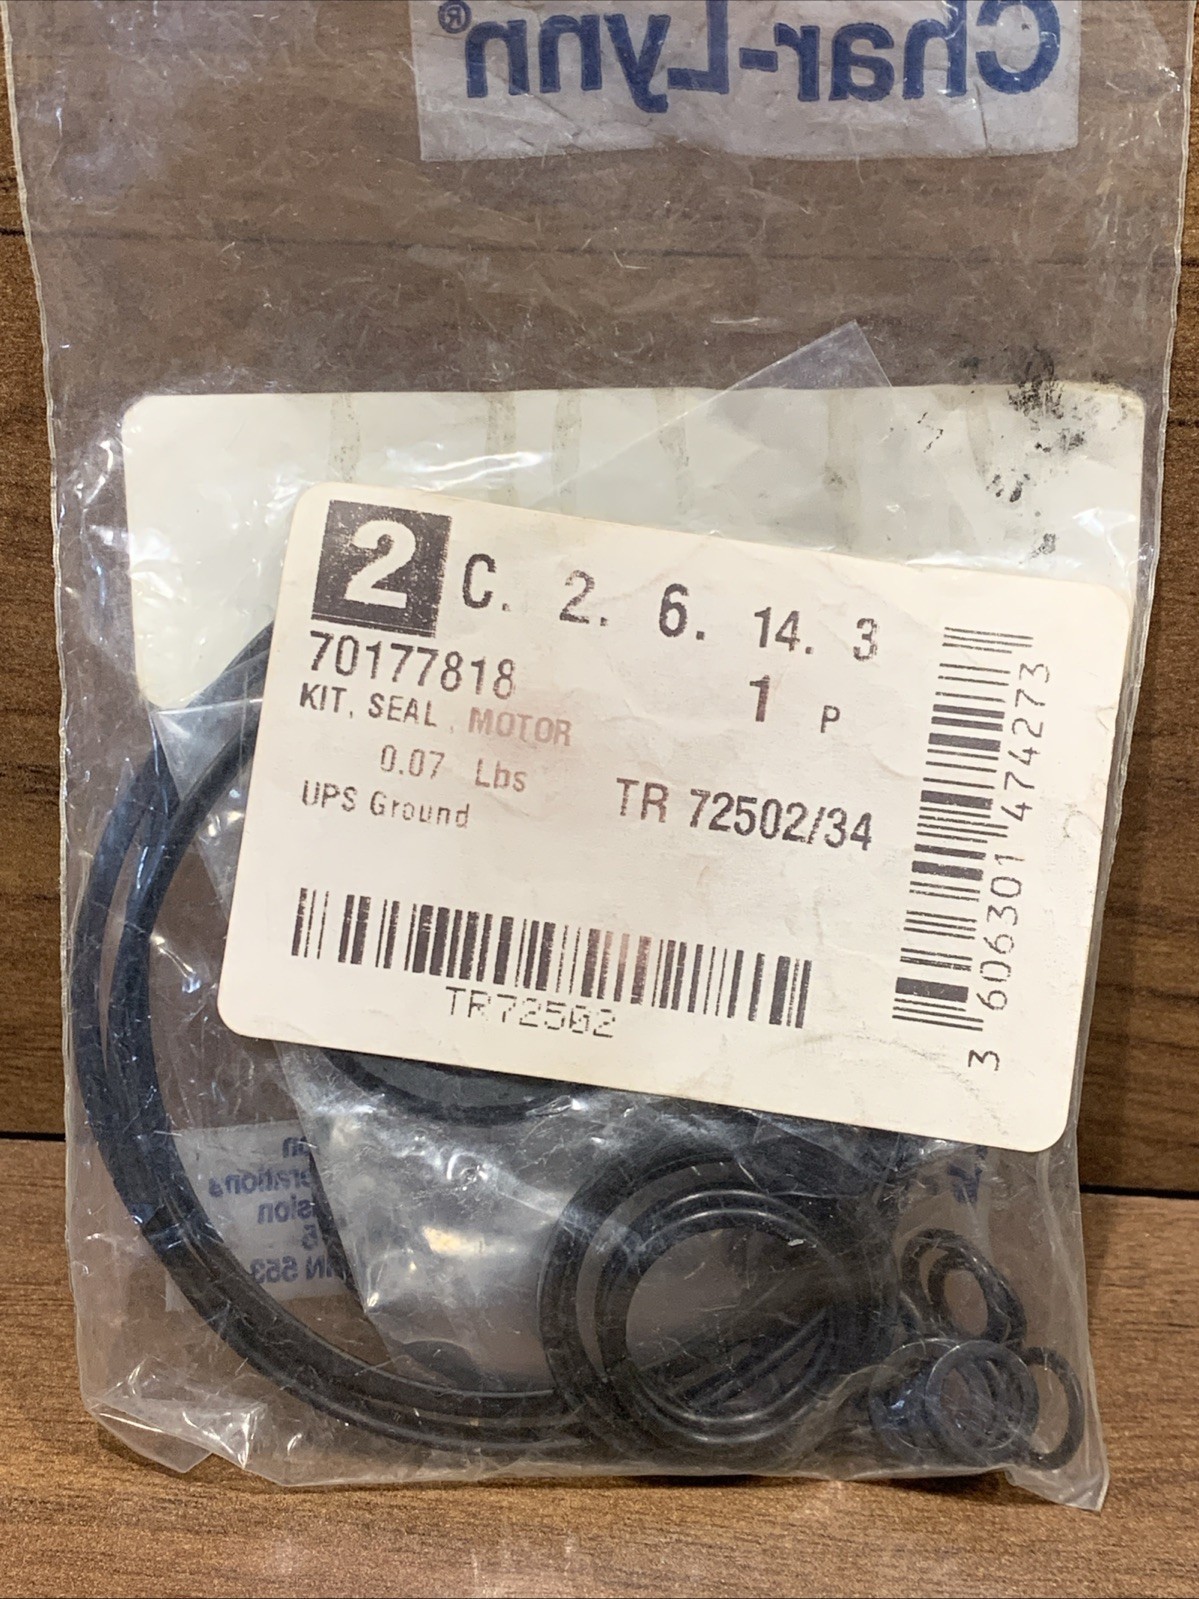 Char-Lynn®
2 C. 2. 6. 14. 3
70177818
1 P
KIT, SEAL , MOTOR
0.07 Lbs
TR 72502/34
UPS Ground
TR72502
3 606301 474273